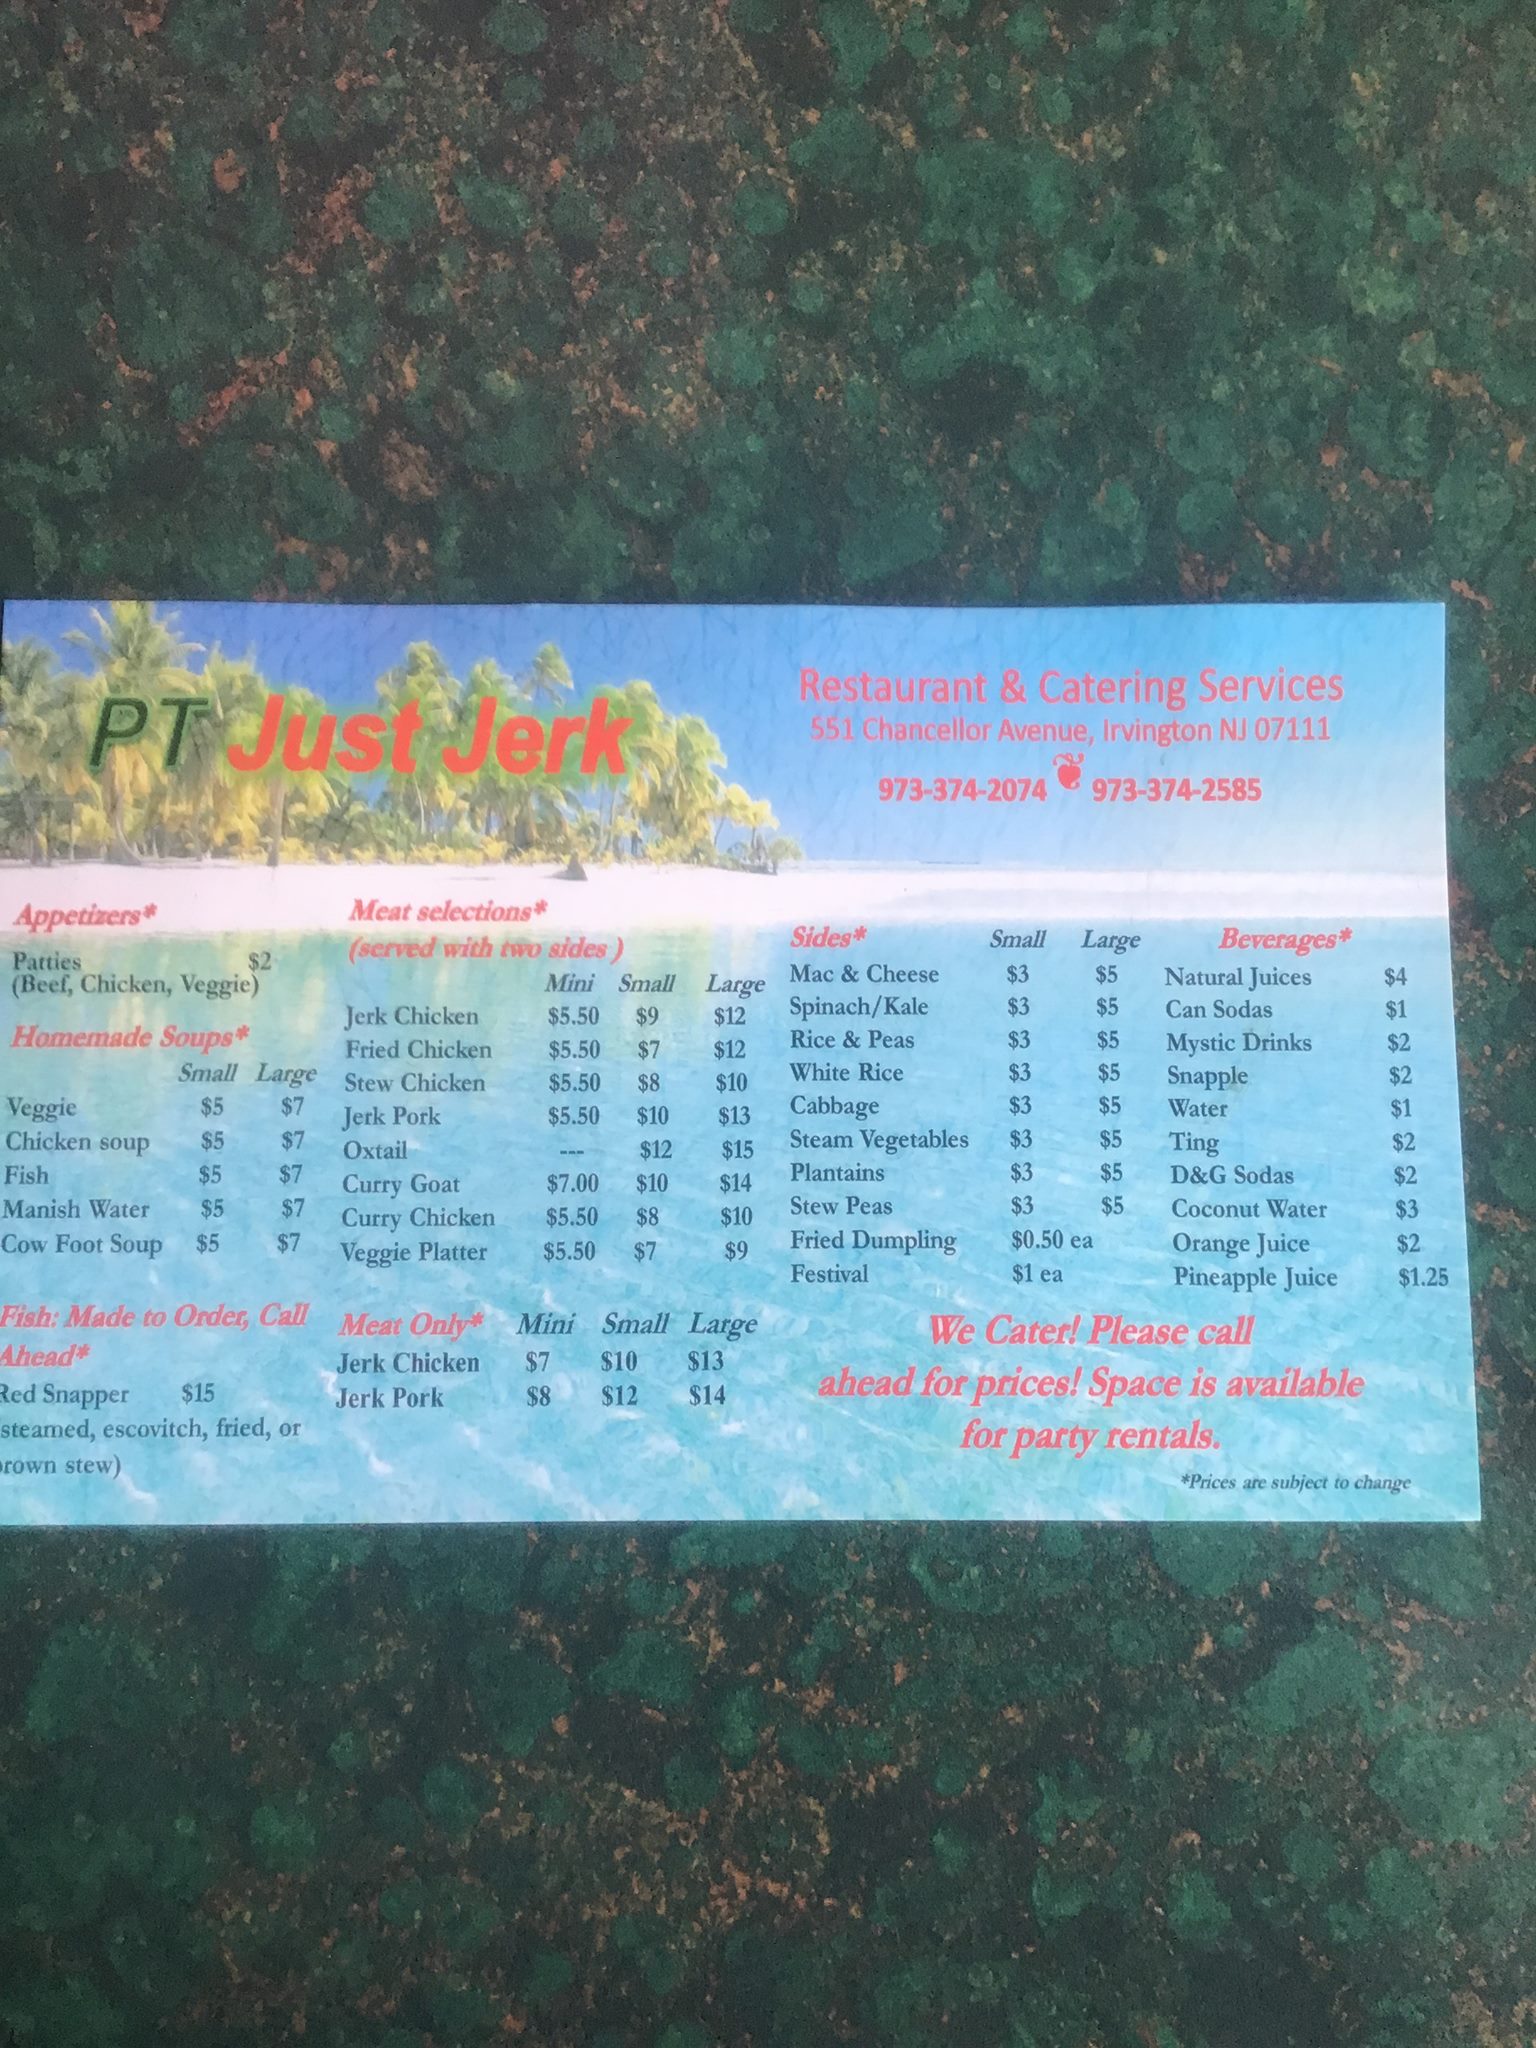 PT Just Jerk
Restaurant & Catering Services
551 Chancellor Avenue, Irvington NJ 07111
973-374-2074 973-374-2585
Appetizers*
Patties $2
(Beef, Chicken, Veggie)
Homemade Soups*
Small Large
Veggie $5 $7
Chicken soup $5 $7
Fish $5 $7
Manish Water $5 $7
Cow Foot Soup $5 $7
Fish: Made to Order, Call
Ahead*
Red Snapper $15
steamed, escovitch, fried, or
rown stew)
Meat selections*
(served with two sides )
Mini Small Large
Jerk Chicken $5.50 $9 $12
Fried Chicken $5.50 $7 $12
Stew Chicken $5.50 $8 $10
Jerk Pork $5.50 $10 $13
Oxtail --- $12 $15
Curry Goat $7.00 $10 $14
Curry Chicken $5.50 $8 $10
Veggie Platter $5.50 $7 $9
Meat Only* Mini Small Large
Jerk Chicken $7 $10 $13
Jerk Pork $8 $12 $14
Sides* Small Large
Mac & Cheese $3 $5
Spinach/Kale $3 $5
Rice & Peas $3 $5
White Rice $3 $5
Cabbage $3 $5
Steam Vegetables $3 $5
Plantains $3 $5
Stew Peas $3 $5
Fried Dumpling $0.50 ea
Festival $1 ea
Beverages*
Natural Juices $4
Can Sodas $1
Mystic Drinks $2
Snapple $2
Water $1
Ting $2
D&G Sodas $2
Coconut Water $3
Orange Juice $2
Pineapple Juice $1.25
We Cater! Please call
ahead for prices! Space is available
for party rentals.
*Prices are subject to change